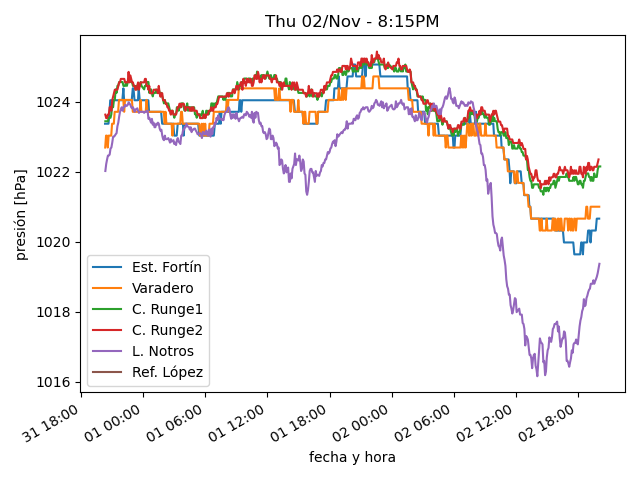 Thu 02/Nov - 8:15PM
presión [hPa]
1024
1022
1020
1018
1016
Est. Fortín
Varadero
C. Runge1
C. Runge2
L. Notros
Ref. López
31 18:00
01 00:00
01 06:00
01 12:00
01 18:00
02 00:00
02 06:00
02 12:00
02 18:00
fecha y hora